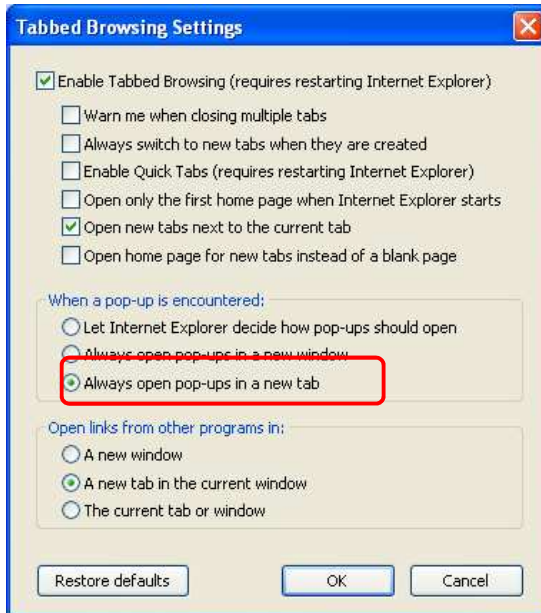 Tabbed Browsing Settings
Enable Tabbed Browsing (requires restarting Internet Explorer)
Warn me when closing multiple tabs
Always switch to new tabs when they are created
Enable Quick Tabs (requires restarting Internet Explorer)
Open only the first home page when Internet Explorer starts
Open new tabs next to the current tab
Open home page for new tabs instead of a blank page
When a pop-up is encountered:
Let Internet Explorer decide how pop-ups should open
Always open pop-ups in a new window
Always open pop-ups in a new tab
Open links from other programs in:
A new window
A new tab in the current window
The current tab or window
Restore defaults
OK
Cancel